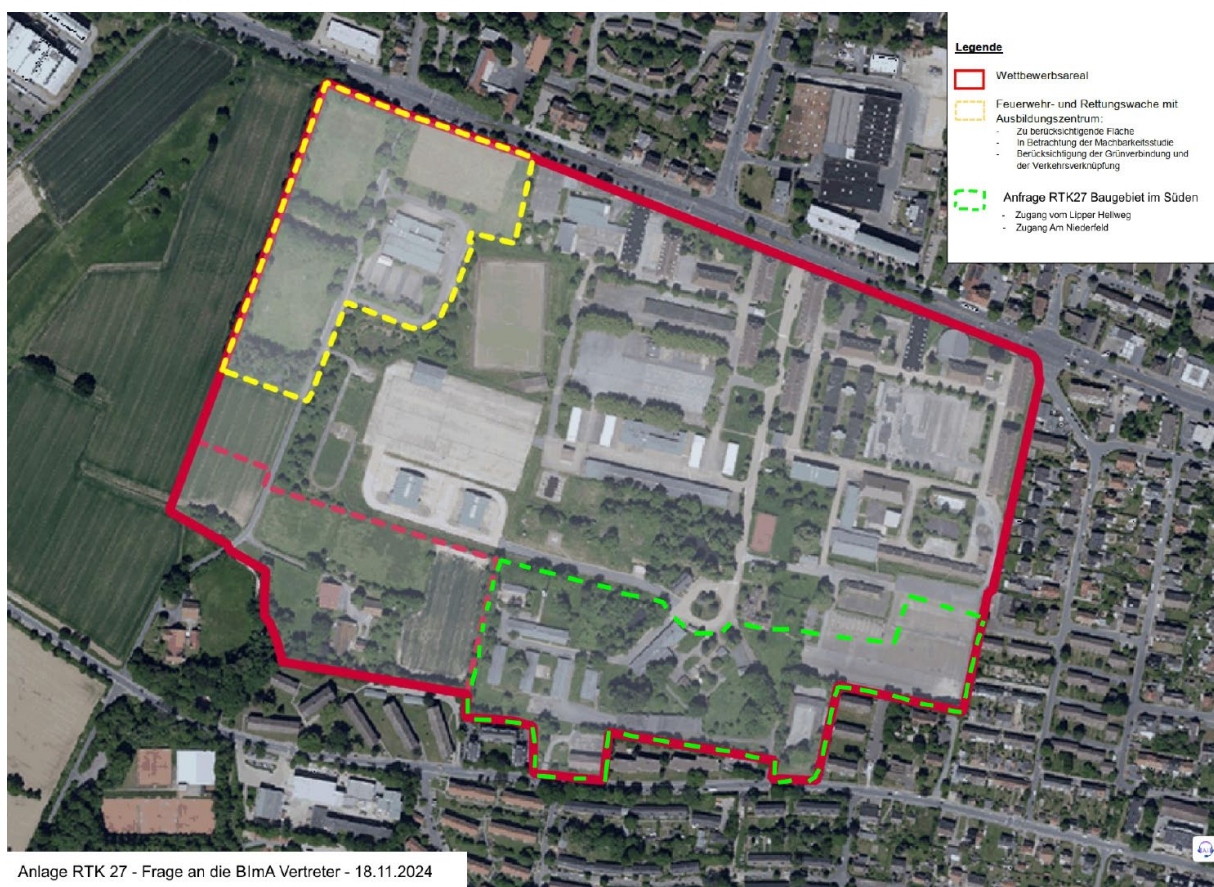 Legende
Wettbewerbsareal
Feuerwehr- und Rettungswache mit
Ausbildungszentrum:
- Zu berücksichtigende Fläche
- In Betrachtung der Machbarkeitsstudie
- Berücksichtigung der Grünverbindung und
der Verkehrsverknüpfung
Anfrage RTK27 Baugebiet im Süden
- Zugang vom Lipper Hellweg
- Zugang Am Niederfeld
Anlage RTK 27 - Frage an die BImA Vertreter - 18.11.2024